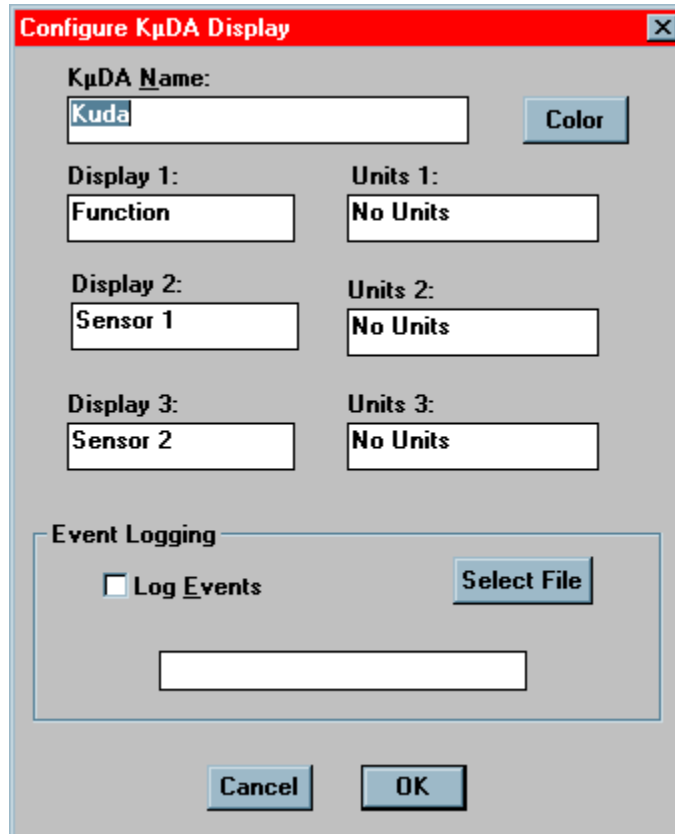 Configure KµDA Display
KµDA Name:
Kuda
Color
Display 1:
Units 1:
Function
No Units
Display 2:
Units 2:
Sensor 1
No Units
Display 3:
Units 3:
Sensor 2
No Units
Event Logging
Log Events
Select File
Cancel
OK